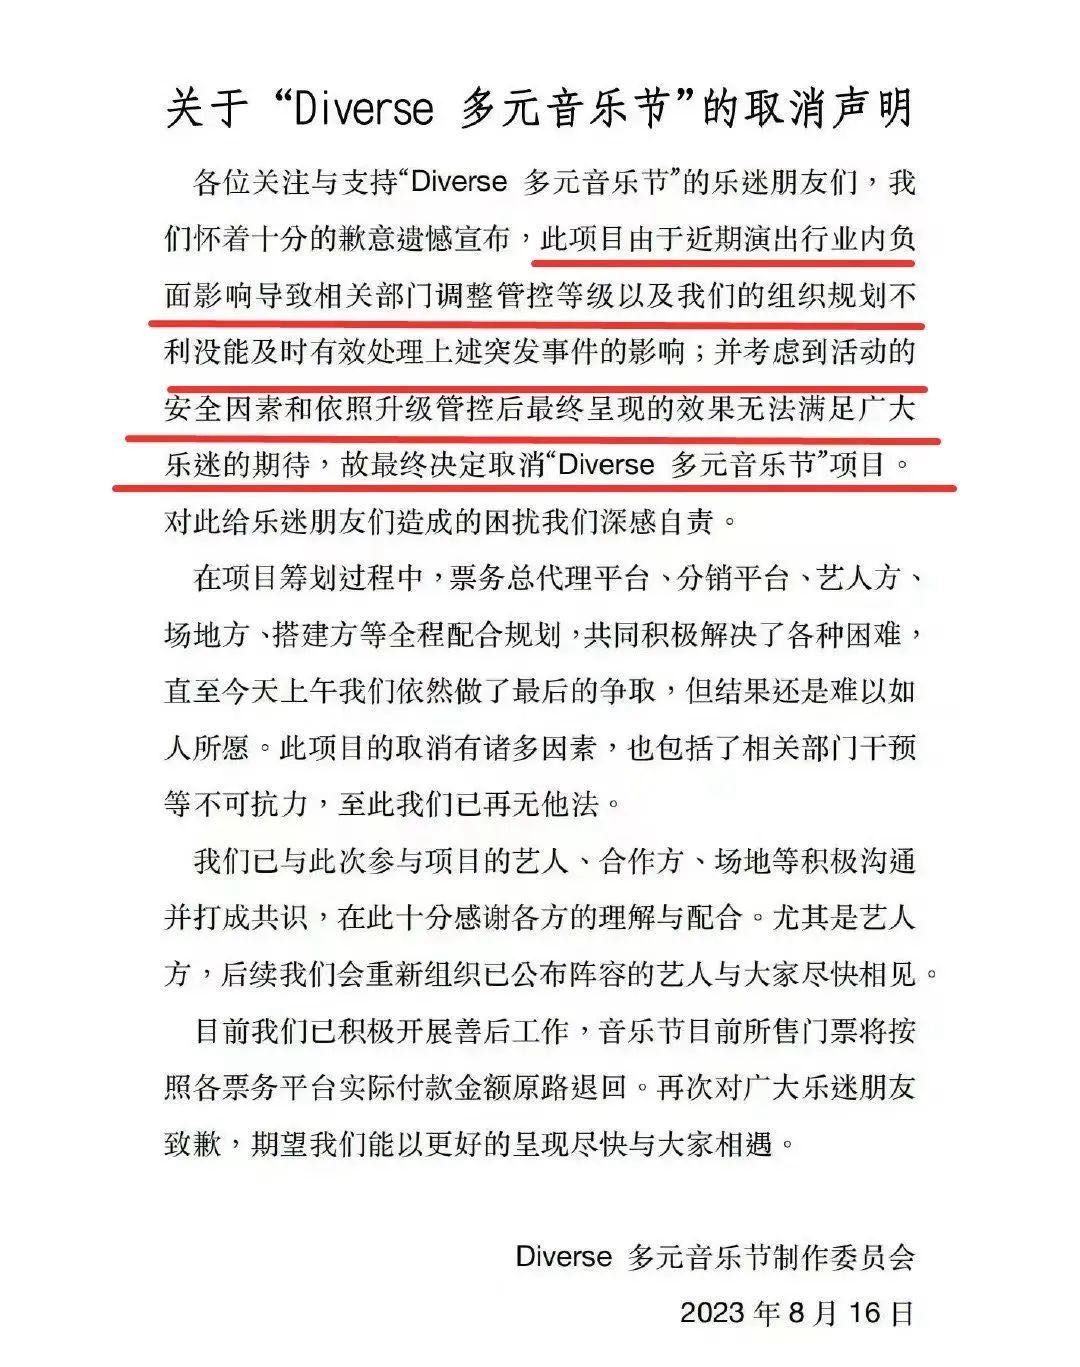 关于 “Diverse 多元音乐节”的取消声明
各位关注与支持“Diverse 多元音乐节”的乐迷朋友们，我
们怀着十分的歉意遗憾宣布，此项目由于近期演出行业内负
面影响导致相关部门调整管控等级以及我们的组织规划不
利没能及时有效处理上述突发事件的影响；并考虑到活动的
安全因素和依照升级管控后最终呈现的效果无法满足广大
乐迷的期待，故最终决定取消“Diverse 多元音乐节”项目。
对此给乐迷朋友们造成的困扰我们深感自责。
在项目筹划过程中，票务总代理平台、分销平台、艺人方、
场地方、搭建方等全程配合规划，共同积极解决了各种困难，
直至今天上午我们依然做了最后的争取，但结果还是难以如
人所愿。此项目的取消有诸多因素，也包括了相关部门干预
等不可抗力，至此我们已再无他法。
我们已与此次参与项目的艺人、合作方、场地等积极沟通
并打成共识，在此十分感谢各方的理解与配合。尤其是艺人
方，后续我们会重新组织已公布阵容的艺人与大家尽快相见。
目前我们已积极开展善后工作，音乐节目前所售门票将按
照各票务平台实际付款金额原路退回。再次对广大乐迷朋友
致歉，期望我们能以更好的呈现尽快与大家相遇。
Diverse 多元音乐节制作委员会
2023 年 8 月 16 日